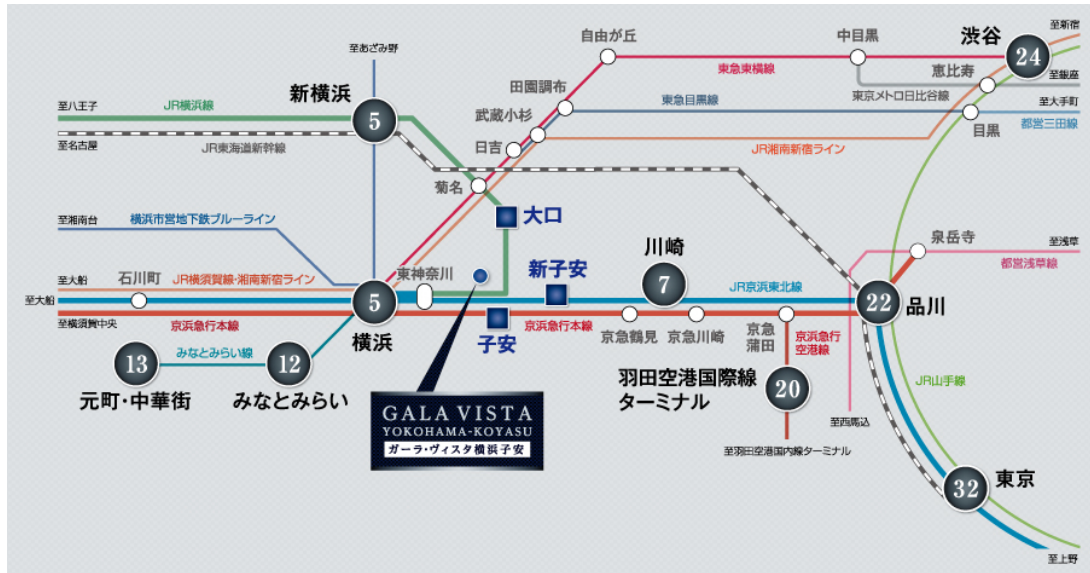 至新宿
渋谷
24
自由が丘
中目黒
東急東横線
恵比寿
至銀座
東京メトロ日比谷線
至あざみ野
新横浜
5
田園調布
東急目黒線
至大手町
都営三田線
目黒
至八王子
JR横浜線
武蔵小杉
至名古屋
JR東海道新幹線
日吉
JR湘南新宿ライン
菊名
大口
至湘南台
横浜市営地下鉄ブルーライン
泉岳寺
至浅草
都営浅草線
川崎
7
新子安
東神奈川
至大船
石川町
JR横須賀線・湘南新宿ライン
JR京浜東北線
至大船
5
横浜
22
品川
至横須賀中央
京浜急行本線
子安
京浜急行本線
京急鶴見
京急川崎
京急
蒲田
京浜急行
空港線
みなとみらい線
13
元町・中華街
12
みなとみらい
羽田空港国際線
ターミナル
20
JR山手線
至西馬込
至羽田空港国内線ターミナル
GALA VISTA
YOKOHAMA-KOYASU
ガーラ・ヴィスタ横浜子安
32
東京
至上野